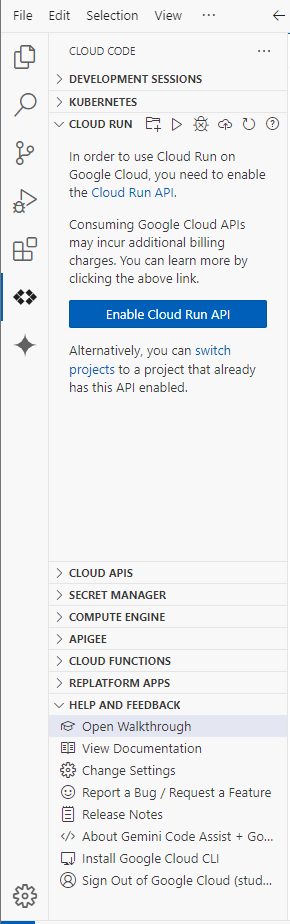 File Edit Selection ···
CLOUD CODE ···
DEVELOPMENT SESSIONS
KUBERNETES
CLOUD RUN
In order to use Cloud Run on
Google Cloud, you need to enable
the Cloud Run API.
Consuming Google Cloud APIs
may incur additional billing
charges. You can learn more by
clicking the above link.
Enable Cloud Run API
Alternatively, you can switch
projects to a project that already
has this API enabled.
CLOUD APIS
SECRET MANAGER
COMPUTE ENGINE
APIGEE
CLOUD FUNCTIONS
REPLATFORM APPS
HELP AND FEEDBACK
Open Walkthrough
View Documentation
Change Settings
Report a Bug / Request a Feature
Release Notes
About Gemini Code Assist + Go...
Install Google Cloud CLI
Sign Out of Google Cloud (stud...